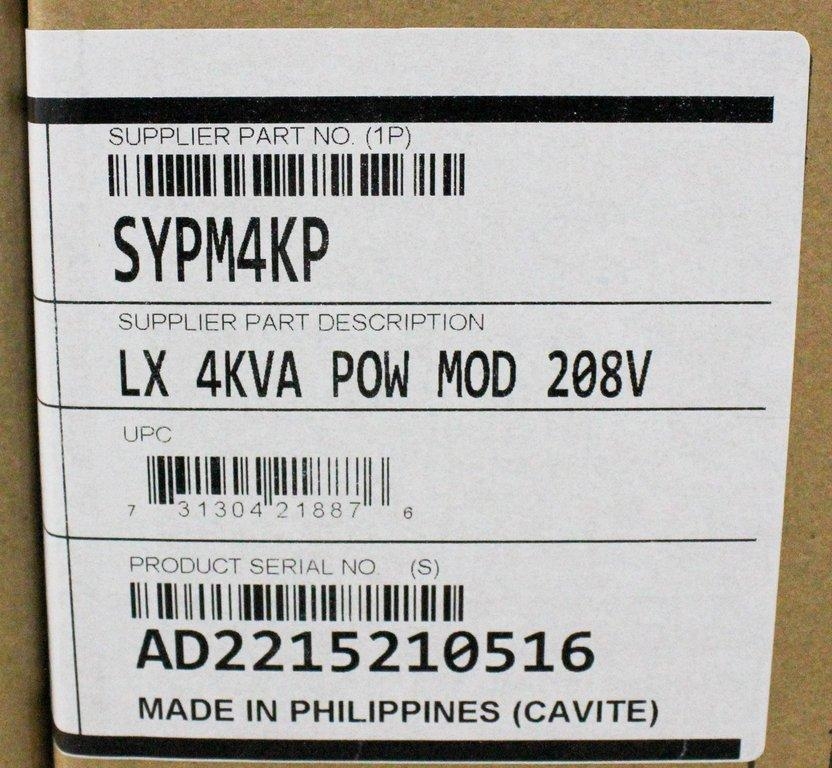 SUPPLIER PART NO. (1P)
SYPM4KP
SUPPLIER PART DESCRIPTION
LX 4KVA POW MOD 208V
UPC
7 31304 21887 6
PRODUCT SERIAL NO. (S)
AD2215210516
MADE IN PHILIPPINES (CAVITE)